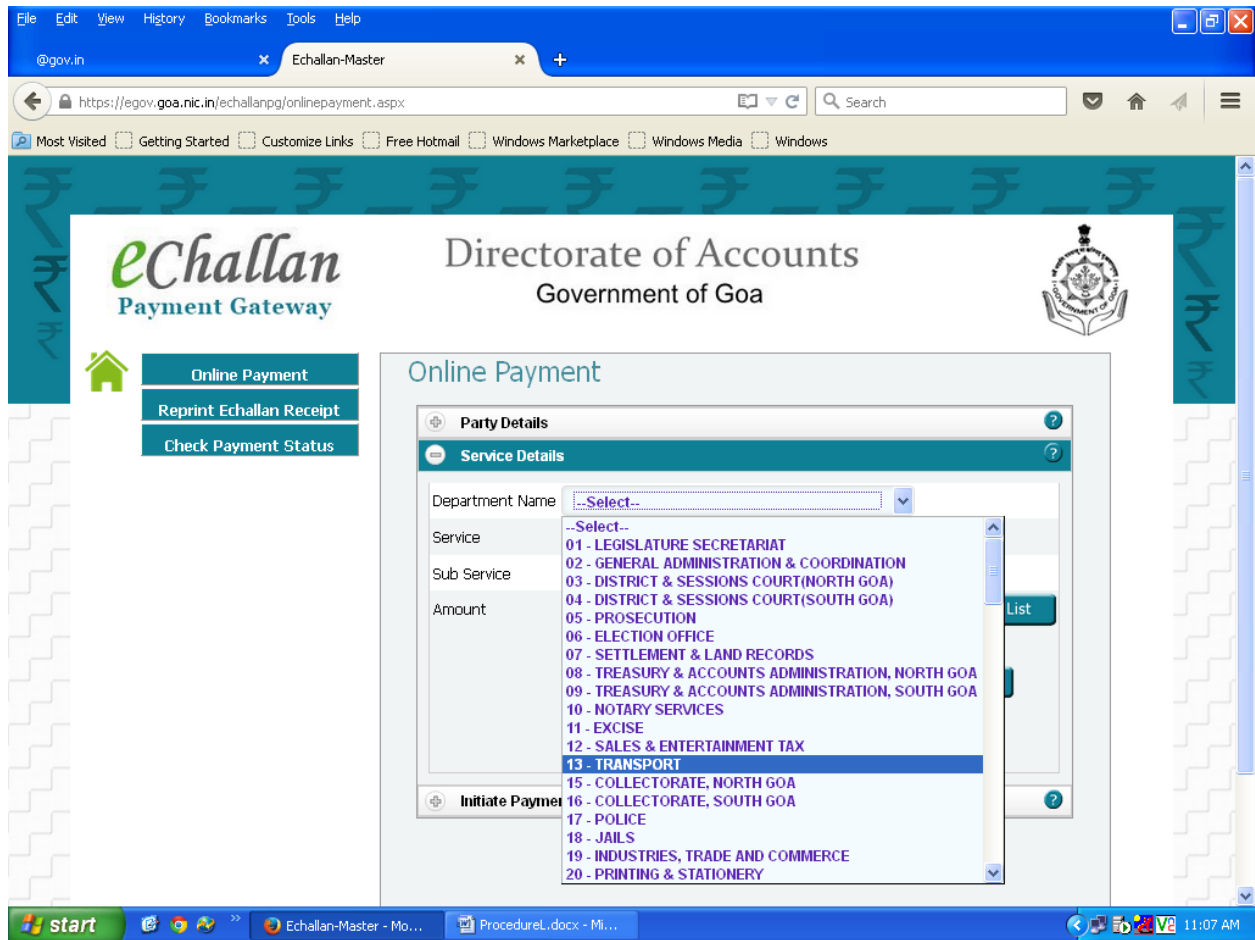 File Edit View History Bookmarks Tools Help
@gov.in
Echallan-Master
https://egov.goa.nic.in/echallanpg/onlinepayment.aspx
Search
Most Visited Getting Started Customize Links Free Hotmail Windows Marketplace Windows Media Windows
eChallan
Payment Gateway
Directorate of Accounts
Government of Goa
Online Payment
Reprint Echallan Receipt
Check Payment Status
Online Payment
Party Details
Service Details
Department Name --Select--
Service
Sub Service
Amount
List
--Select--
01 - LEGISLATURE SECRETARIAT
02 - GENERAL ADMINISTRATION & COORDINATION
03 - DISTRICT & SESSIONS COURT(NORTH GOA)
04 - DISTRICT & SESSIONS COURT(SOUTH GOA)
05 - PROSECUTION
06 - ELECTION OFFICE
07 - SETTLEMENT & LAND RECORDS
08 - TREASURY & ACCOUNTS ADMINISTRATION, NORTH GOA
09 - TREASURY & ACCOUNTS ADMINISTRATION, SOUTH GOA
10 - NOTARY SERVICES
11 - EXCISE
12 - SALES & ENTERTAINMENT TAX
13 - TRANSPORT
15 - COLLECTORATE, NORTH GOA
16 - COLLECTORATE, SOUTH GOA
17 - POLICE
18 - JAILS
19 - INDUSTRIES, TRADE AND COMMERCE
20 - PRINTING & STATIONERY
Initiate Paymen
start
Echallan-Master - Mo...
ProcedureL.docx - Mi...
11:07 AM